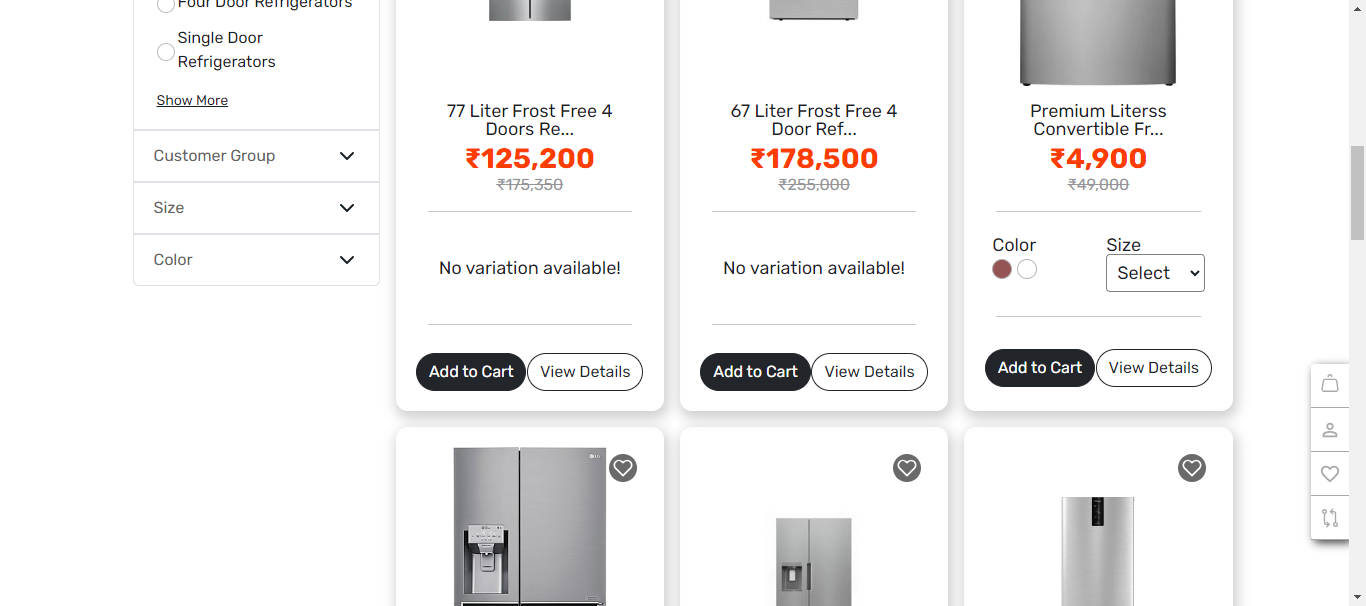 Four Door Refrigerators
Single Door
Refrigerators
Show More
Customer Group
Size
Color
77 Liter Frost Free 4
Doors Re...
₹125,200
₹175,350
No variation available!
Add to Cart
View Details
67 Liter Frost Free 4
Door Ref...
₹178,500
₹255,000
No variation available!
Add to Cart
View Details
Premium Literss
Convertible Fr...
₹4,900
₹49,000
Color
Size
Select
Add to Cart
View Details
LG